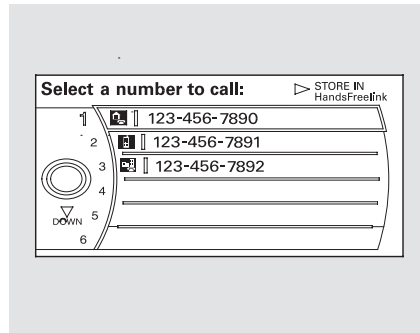 Select a number to call:
STORE IN
HandsFreelink
1 123-456-7890
2 123-456-7891
3 123-456-7892
4
5
DOWN
6